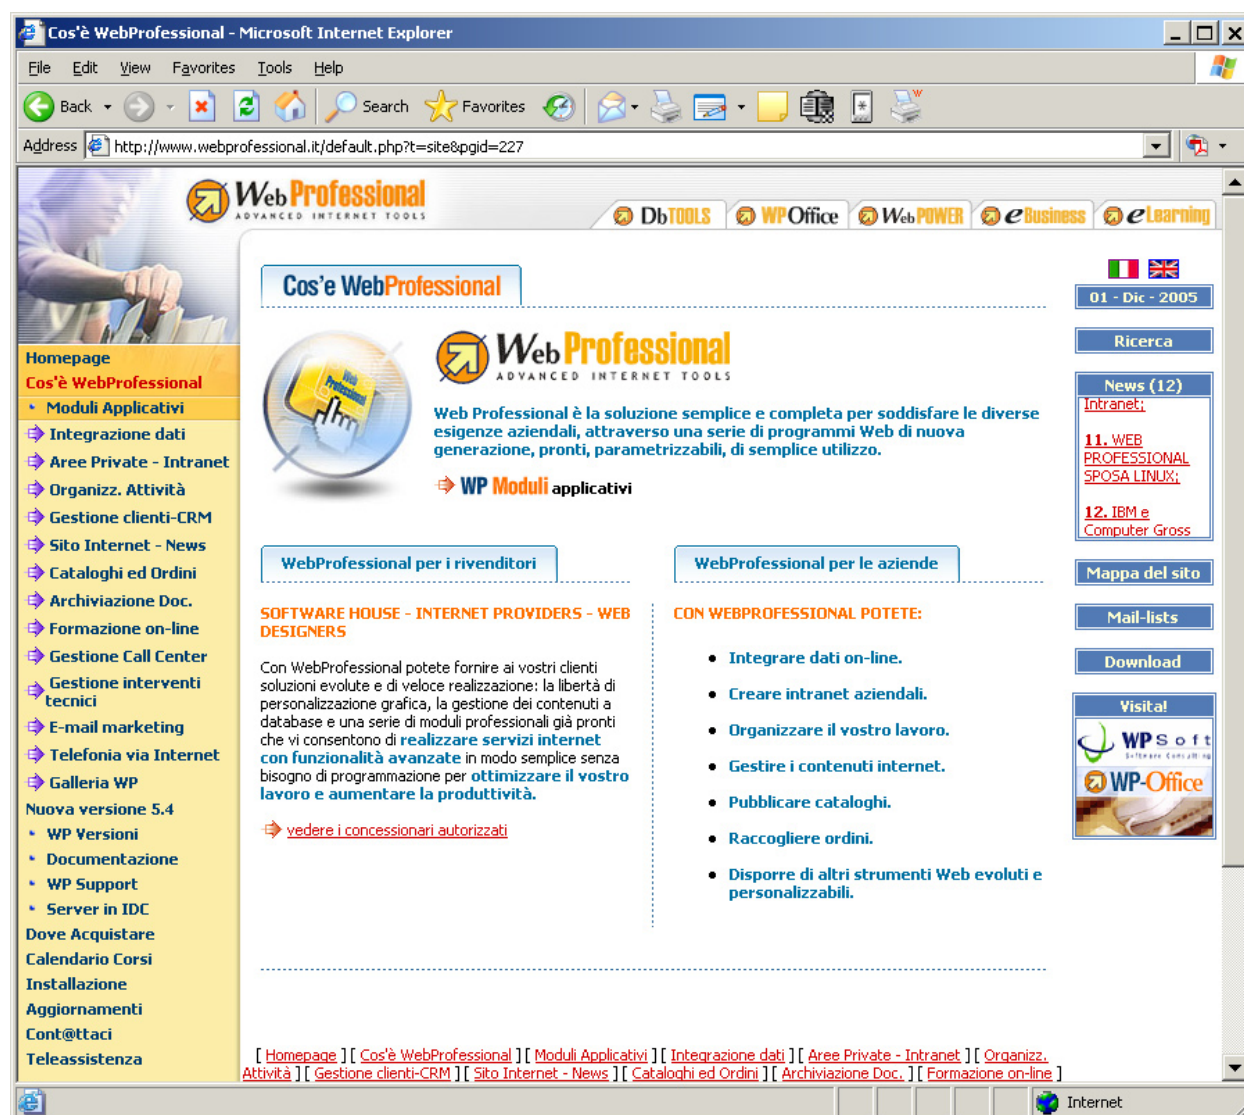 Cos'è WebProfessional - Microsoft Internet Explorer
File Edit View Favorites Tools Help
Back Search Favorites
Address http://www.webprofessional.it/default.php?t=site&pgid=227
Web Professional
ADVANCED INTERNET TOOLS
DbTOOLS WPOffice WebPOWER eBusiness eLearning
Homepage
Cos'è WebProfessional
Moduli Applicativi
Integrazione dati
Aree Private - Intranet
Organizz. Attività
Gestione clienti-CRM
Sito Internet - News
Cataloghi ed Ordini
Archiviazione Doc.
Formazione on-line
Gestione Call Center
Gestione interventi
tecnici
E-mail marketing
Telefonia via Internet
Galleria WP
Nuova versione 5.4
WP Versioni
Documentazione
WP Support
Server in IDC
Dove Acquistare
Calendario Corsi
Installazione
Aggiornamenti
Cont@ttaci
Teleassistenza
Cos'e WebProfessional
Web Professional
Web Professional
ADVANCED INTERNET TOOLS
Web Professional è la soluzione semplice e completa per soddisfare le diverse
esigenze aziendali, attraverso una serie di programmi Web di nuova
generazione, pronti, parametrizzabili, di semplice utilizzo.
WP Moduli applicativi
WebProfessional per i rivenditori
SOFTWARE HOUSE - INTERNET PROVIDERS - WEB
DESIGNERS
Con WebProfessional potete fornire ai vostri clienti
soluzioni evolute e di veloce realizzazione: la libertà di
personalizzazione grafica, la gestione dei contenuti a
database e una serie di moduli professionali già pronti
che vi consentono di realizzare servizi internet
con funzionalità avanzate in modo semplice senza
bisogno di programmazione per ottimizzare il vostro
lavoro e aumentare la produttività.
vedere i concessionari autorizzati
WebProfessional per le aziende
CON WEBPROFESSIONAL POTETE:
Integrare dati on-line.
Creare intranet aziendali.
Organizzare il vostro lavoro.
Gestire i contenuti internet.
Pubblicare cataloghi.
Raccogliere ordini.
Disporre di altri strumenti Web evoluti e
personalizzabili.
01 - Dic - 2005
Ricerca
News (12)
Intranet;
11. WEB
PROFESSIONAL
SPOSA LINUX;
12. IBM e
Computer Gross
Mappa del sito
Mail-lists
Download
Visita!
WPSoft
Software Consulting
WP-Office
[ Homepage ] [ Cos'è WebProfessional ] [ Moduli Applicativi ] [ Integrazione dati ] [ Aree Private - Intranet ] [ Organizz.
Attività ] [ Gestione clienti-CRM ] [ Sito Internet - News ] [ Cataloghi ed Ordini ] [ Archiviazione Doc. ] [ Formazione on-line ]
Internet